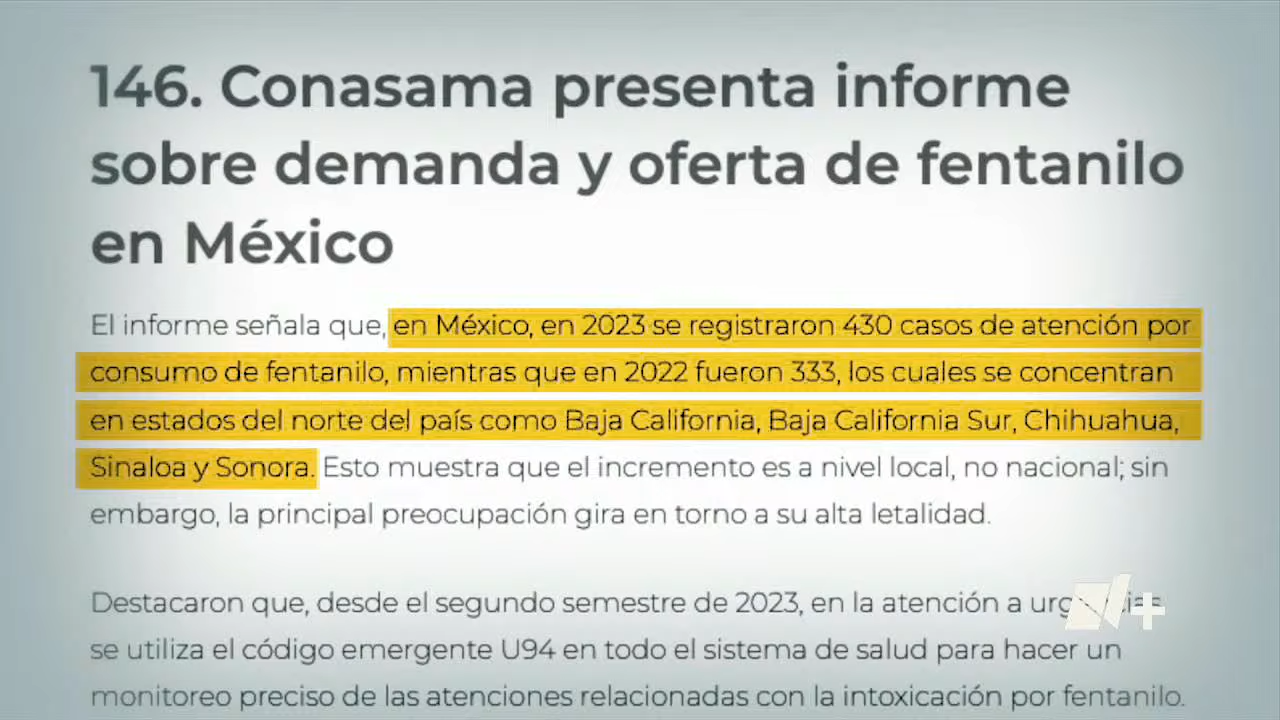 146. Conasama presenta informe
sobre demanda y oferta de fentanilo
en México
El informe señala que, en México, en 2023 se registraron 430 casos de atención por
consumo de fentanilo, mientras que en 2022 fueron 333, los cuales se concentran
en estados del norte del país como Baja California, Baja California Sur, Chihuahua,
Sinaloa y Sonora. Esto muestra que el incremento es a nivel local, no nacional; sin
embargo, la principal preocupación gira en torno a su alta letalidad.
Destacaron que, desde el segundo semestre de 2023, en la atención a urgencias
se utiliza el código emergente U94 en todo el sistema de salud para hacer un
monitoreo preciso de las atenciones relacionadas con la intoxicación por fentanilo.
N+